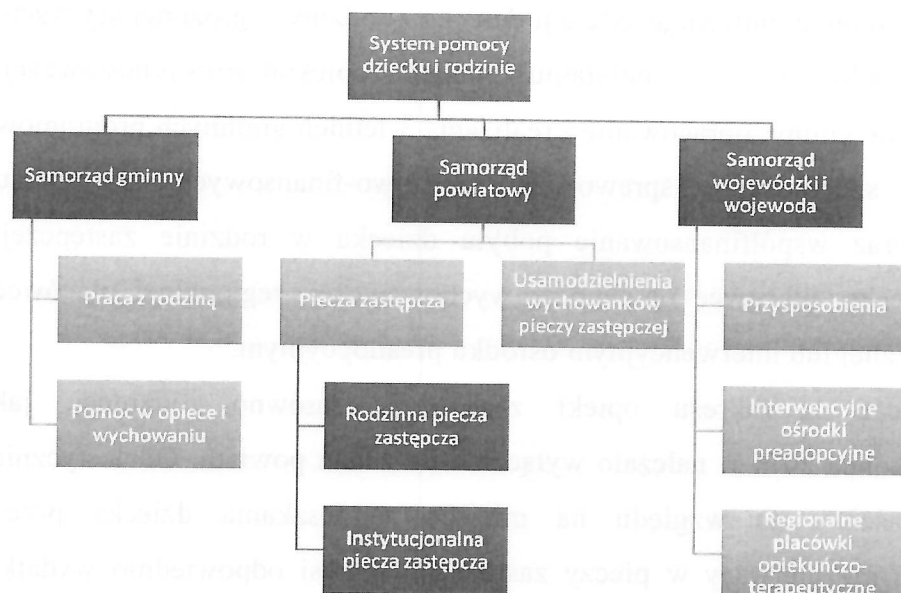 System pomocy
dziecku i rodzinie
Samorząd gminny
Samorząd
powiatowy
Samorząd
wojewódzki i
wojewoda
Praca z rodziną
Pomoc w opiece i
wychowaniu
Piecza zastępcza
Usamodzielnienia
wychowanków
pieczy zastępczej
Rodzinna piecza
zastępcza
Instytucjonalna
piecza zastępcza
Przysposobienia
Interwencyjne
ośrodki
preadopcyjne
Regionalne
placówki
opiekuńczo-
terapeutyczne